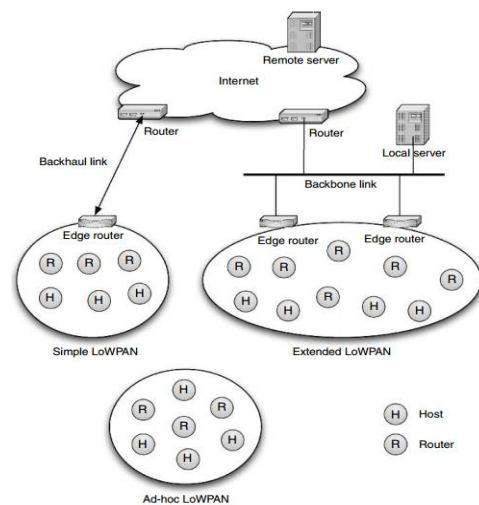 Remote server
Internet
Router
Router
Backhaul link
Local server
Backbone link
Edge router
Edge router
Edge router
R R R
H H H
Simple LoWPAN
R R R R R
H H R H H
Extended LoWPAN
H
R R
R
H H
H
Ad-hoc LoWPAN
H Host
R Router